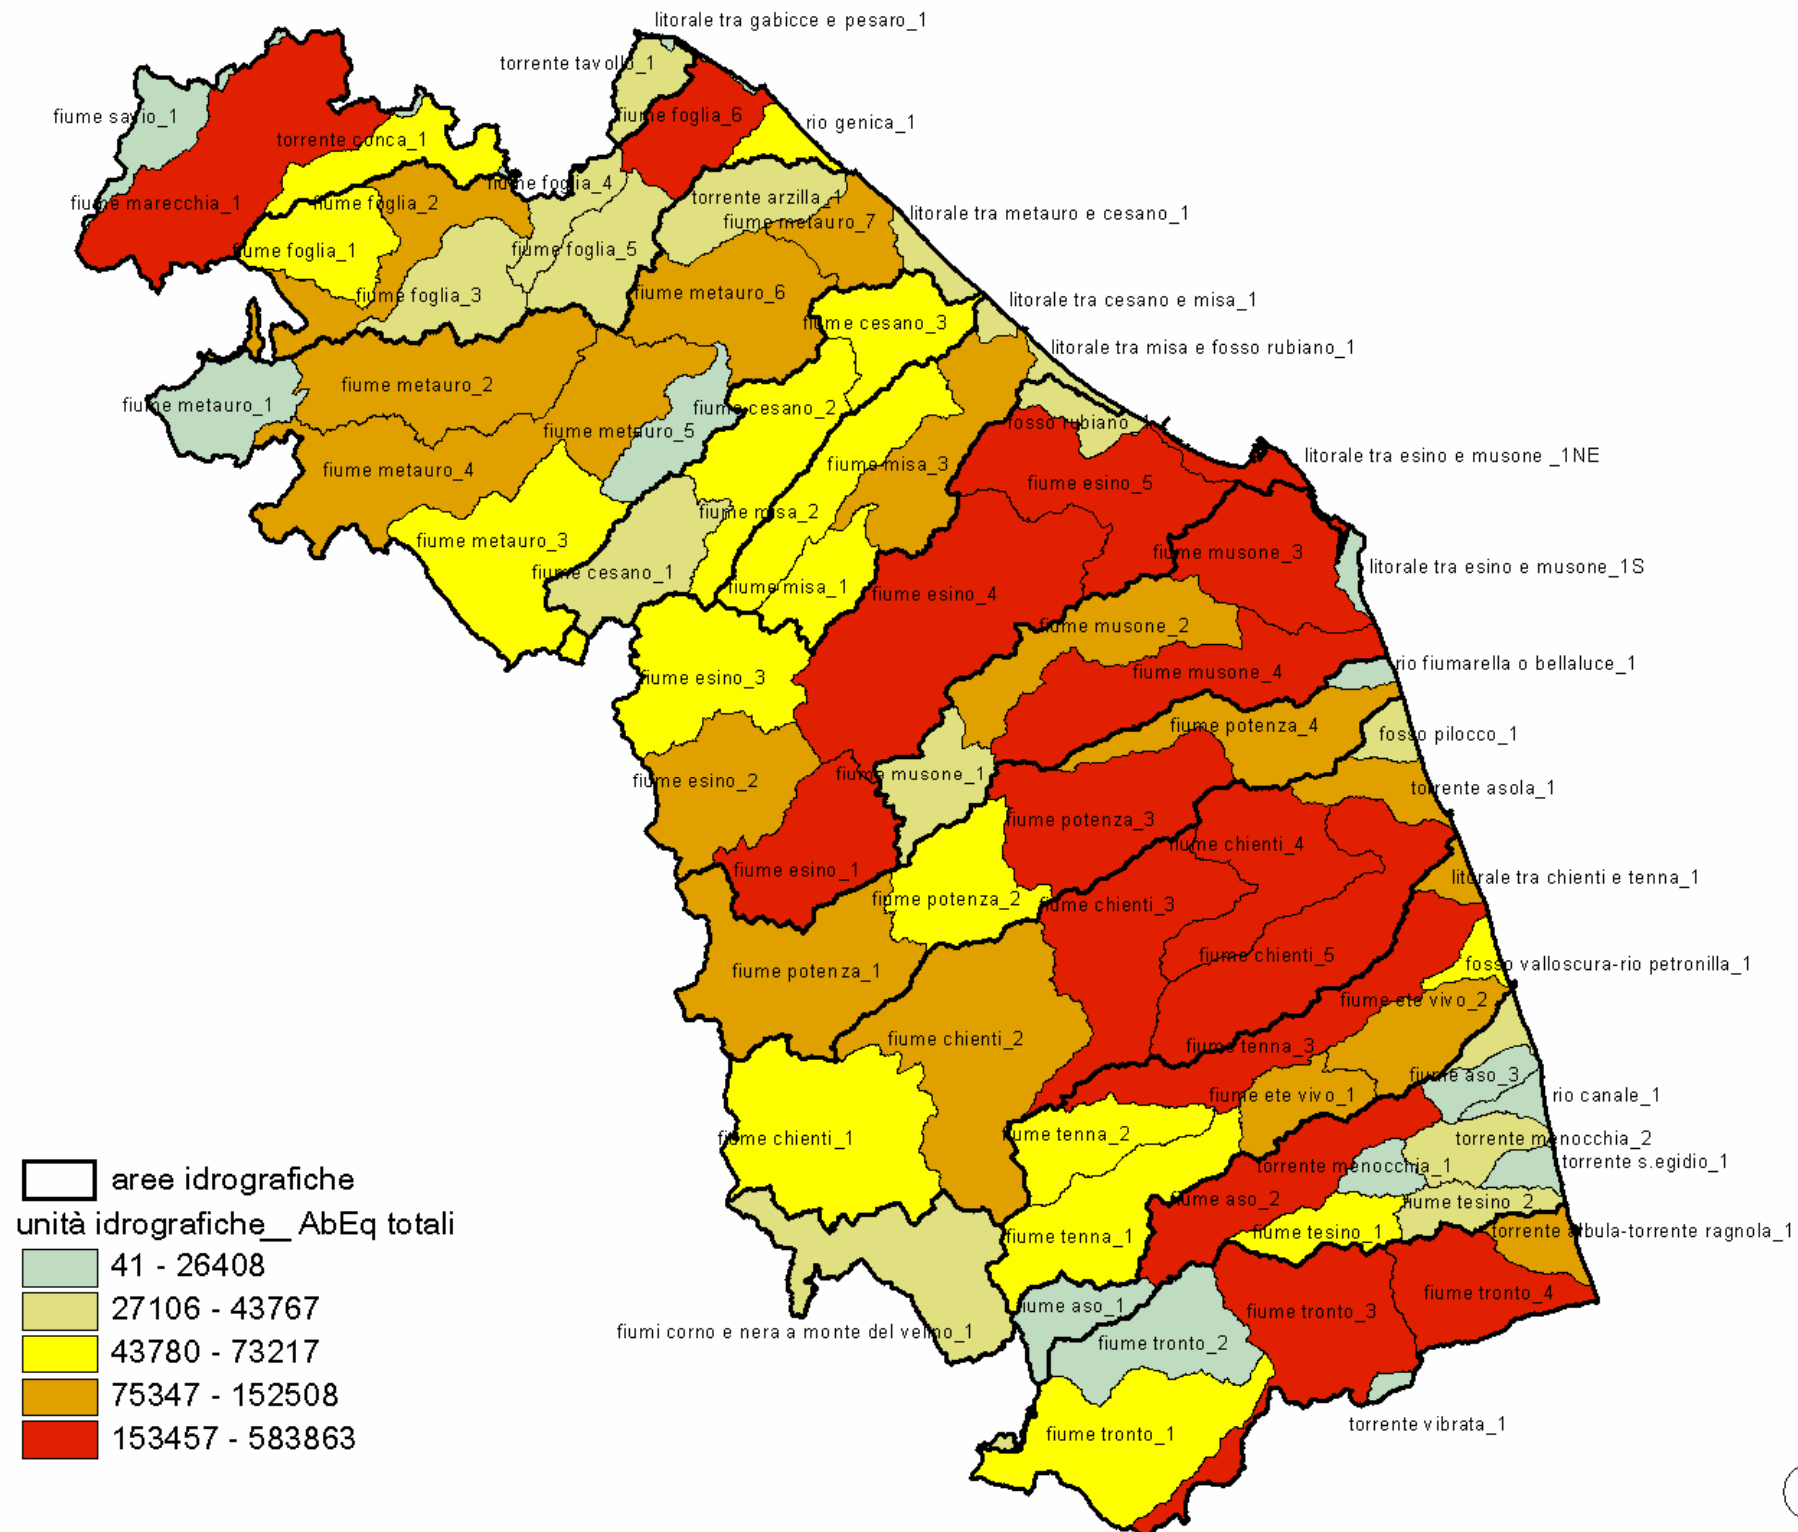 litorale tra gabicce e pesaro_1
torrente tavollo_1
fiume savio_1
fiume foglia_6
rio genica_1
torrente conca_1
fiume foglia_4
fiume marecchia_1
fiume foglia_2
torrente arzilla_1
litorale tra metauro e cesano_1
fiume metauro_7
fiume foglia_1
fiume foglia_5
fiume foglia_3
fiume metauro_6
litorale tra cesano e misa_1
fiume cesano_3
litorale tra misa e fosso rubiano_1
fiume metauro_2
fiume metauro_1
fiume cesano_2
fosso rubiano_1
fiume metauro_5
litorale tra esino e musone _1NE
fiume metauro_4
fiume misa_3
fiume esino_5
fiume misa_2
fiume metauro_3
fiume musone_3
litorale tra esino e musone_1S
fiume cesano_1
fiume misa_1
fiume esino_4
fiume musone_2
rio fiumarella o bellaluce_1
fiume esino_3
fiume musone_4
fiume potenza_4
fosso pilocco_1
fiume esino_2
fiume musone_1
torrente asola_1
fiume potenza_3
fiume chienti_4
fiume esino_1
litorale tra chienti e tenna_1
fiume potenza_2
fiume chienti_3
fiume chienti_5
fosso valloscura-rio petronilla_1
fiume potenza_1
fiume ete vivo_2
fiume chienti_2
fiume tenna_3
fiume aso_3
fiume ete vivo_1
rio canale_1
fiume chienti_1
fiume tenna_2
torrente menocchia_2
torrente menocchia_1
torrente s.egidio_1
fiume aso_2
fiume tesino_2
fiume tenna_1
fiume tesino_1
torrente albula-torrente ragnola_1
fiume tronto_4
fiume aso_1
fiume tronto_3
fiumi corno e nera a monte del velino_1
fiume tronto_2
torrente vibrata_1
fiume tronto_1
aree idrografiche
unità idrografiche_ AbEq totali
41 - 26408
27106 - 43767
43780 - 73217
75347 - 152508
153457 - 583863